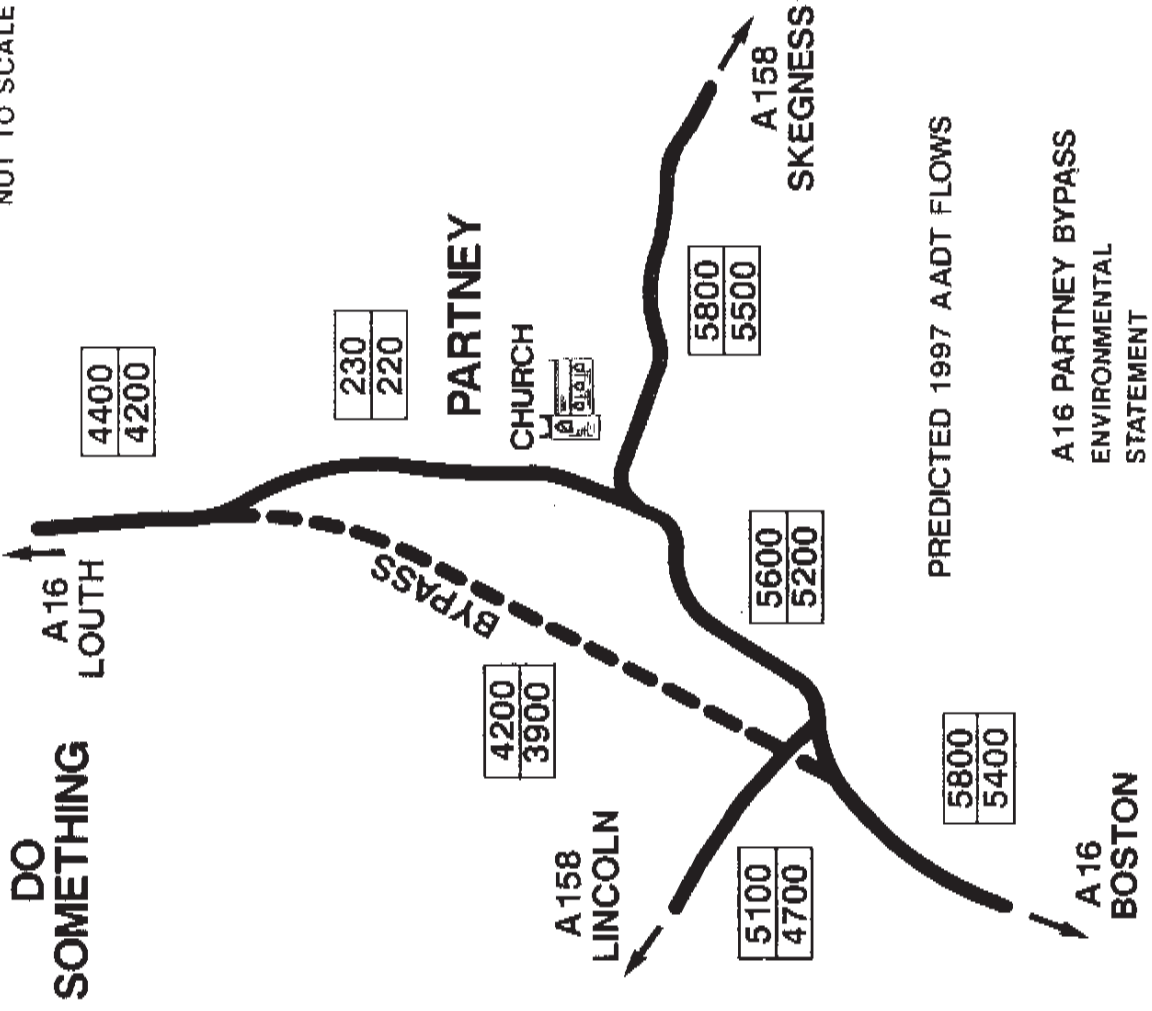 DO
SOMETHING
NOT TO SCALE
A16
LOUTH
4400
4200
230
220
PARTNEY
CHURCH
BYPASS
4200
3900
A158
LINCOLN
5100
4700
5600
5200
5800
5500
A158
SKEGNESS
5800
5400
A16
BOSTON
PREDICTED 1997 AADT FLOWS
A16 PARTNEY BYPASS
ENVIRONMENTAL
STATEMENT